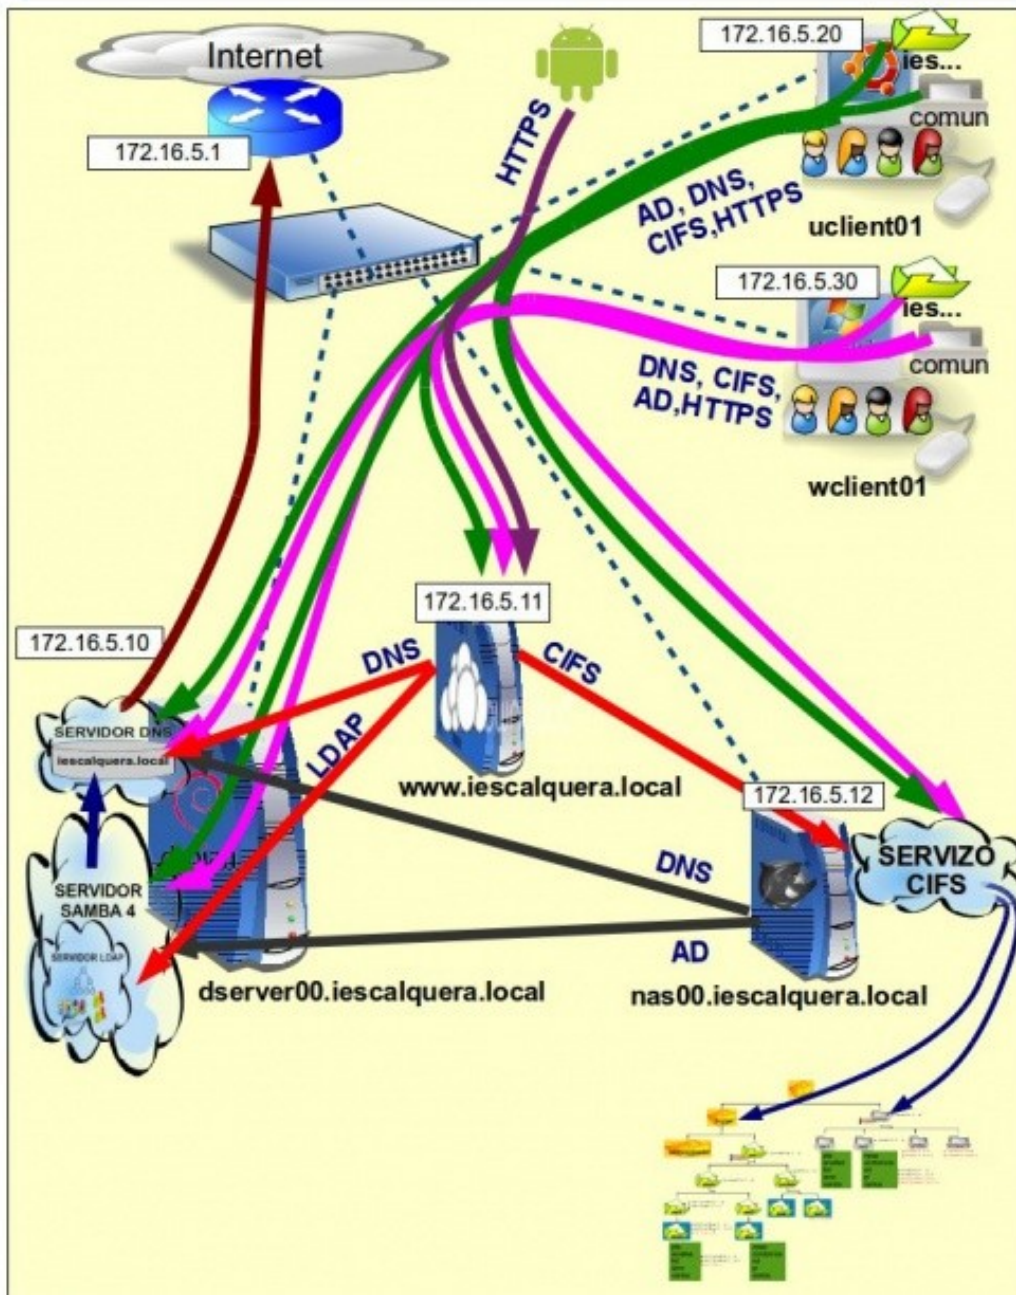 Internet
172.16.5.1
HTTPS
172.16.5.20
ies...
comun
AD, DNS,
CIFS,HTTPS
uclient01
172.16.5.30
ies...
comun
DNS, CIFS,
AD,HTTPS
wclient01
172.16.5.11
172.16.5.10
DNS
CIFS
LDAP
SERVIDOR DNS
iescalquera.local
www.iescalquera.local
172.16.5.12
SERVIZO
CIFS
DNS
SERVIDOR
SAMBA 4
SERVIDOR LDAP
AD
dserver00.iescalquera.local
nas00.iescalquera.local